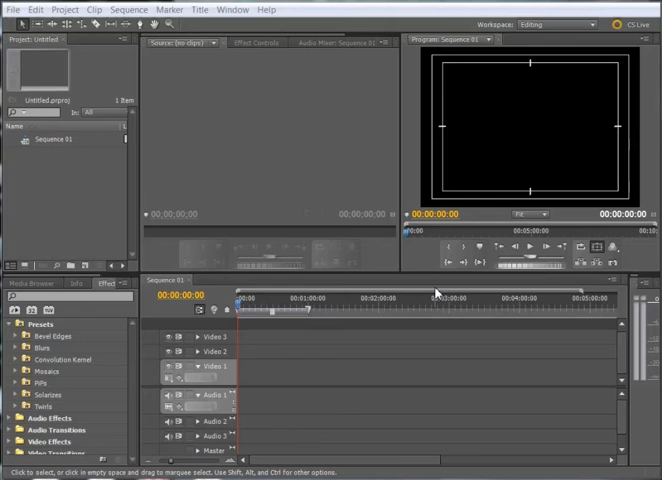 File Edit Project Clip Sequence Marker Title Window Help
Workspace: Editing CS Live
Project: Untitled
Source: (no clips) Effect Controls Audio Mixer: Sequence 01
Program: Sequence 01
Untitled.prproj
1 Item
In: All
Name L
Sequence 01
00:00:00:00 00:00:00:00
00:00:00:00 Fit 00:00:00:00
:00:00 00:05:00:00 00:10:
Media Browser Info Effect
Sequence 01
00:00:00:00
:00:00 00:01:00:00 00:02:00:00 00:03:00:00 00:04:00:00 00:05:00:00
0
Presets
Bevel Edges
Blurs
Convolution Kernel
Mosaics
PiPs
Solarizes
Twirls
Audio Effects
Audio Transitions
Video Effects
Video Transitions
Video 3
Video 2
Video 1
Audio 1
Audio 2
Audio 3
Master
Click to select, or click in empty space and drag to marquee select. Use Shift, Alt, and Ctrl for other options.